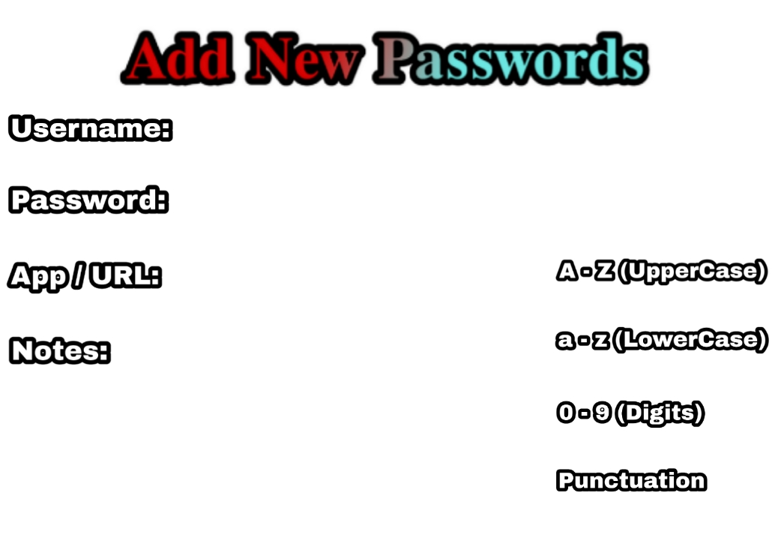 Add New Passwords
Username:
Password:
App / URL:
Notes:
A - Z (UpperCase)
a - z (LowerCase)
0 - 9 (Digits)
Punctuation